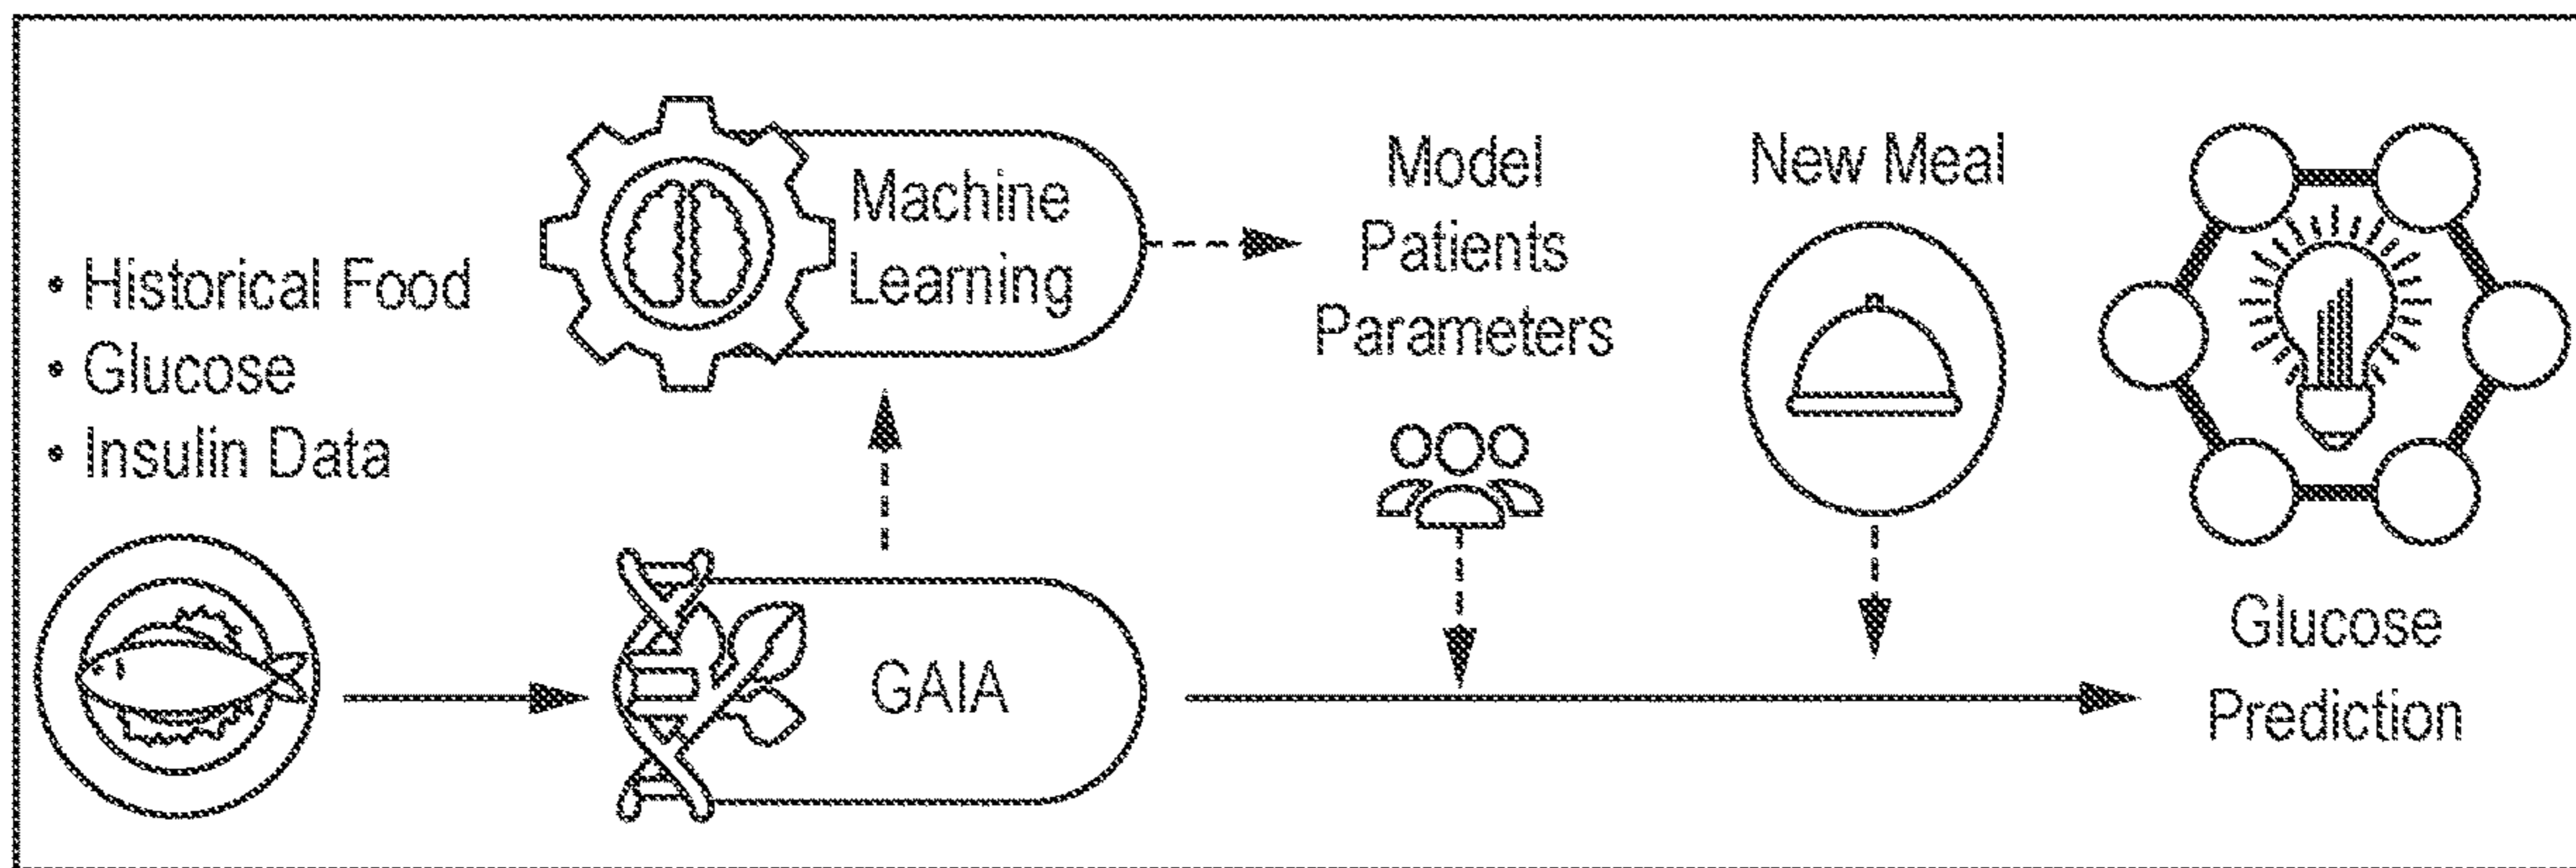 • Historical Food
• Glucose
• Insulin Data
Machine
Learning
Model
Patients
Parameters
New Meal
GAIA
Glucose
Prediction